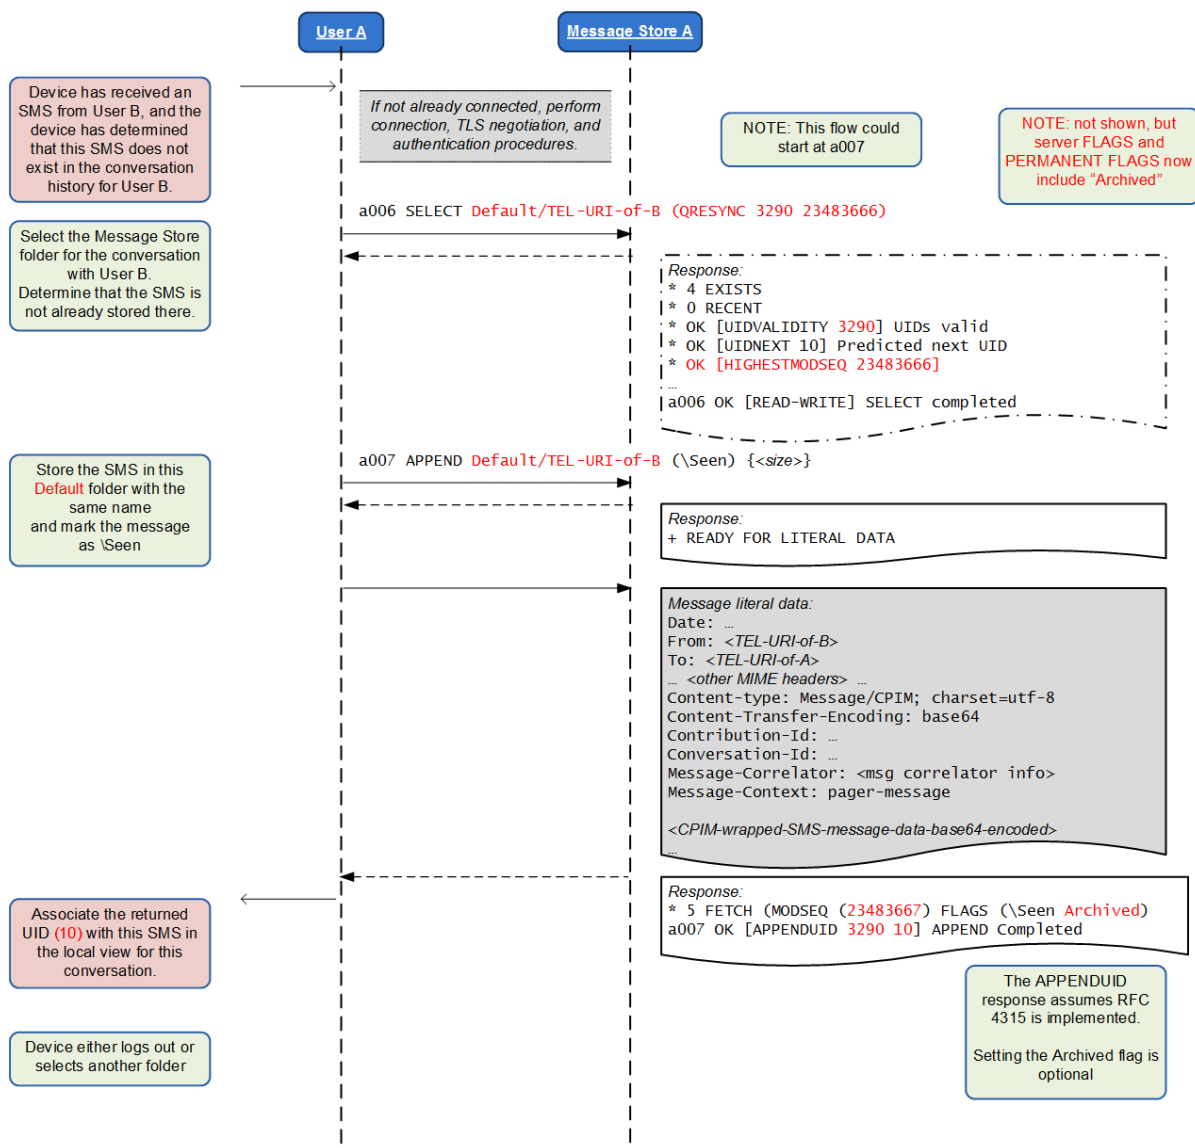 User A
Message Store A
Device has received an
SMS from User B, and the
device has determined
that this SMS does not
exist in the conversation
history for User B.
If not already connected, perform
connection, TLS negotiation, and
authentication procedures.
NOTE: This flow could
start at a007
NOTE: not shown, but
server FLAGS and
PERMANENT FLAGS now
include “Archived”
a006 SELECT Default/TEL-URI-of-B (QRESYNC 3290 23483666)
Select the Message Store
folder for the conversation
with User B.
Determine that the SMS is
not already stored there.
Response:
* 4 EXISTS
* 0 RECENT
* OK [UIDVALIDITY 3290] UIDs valid
* OK [UIDNEXT 10] Predicted next UID
* OK [HIGHESTMODSEQ 23483666]
…
a006 OK [READ-WRITE] SELECT completed
a007 APPEND Default/TEL-URI-of-B (\Seen) {<size>}
Store the SMS in this
Default folder with the
same name
and mark the message
as \Seen
Response:
+ READY FOR LITERAL DATA
Message literal data:
Date: …
From: <TEL-URI-of-B>
To: <TEL-URI-of-A>
… <other MIME headers> …
Content-type: Message/CPIM; charset=utf-8
Content-Transfer-Encoding: base64
Contribution-Id: …
Conversation-Id: …
Message-Correlator: <msg correlator info>
Message-Context: pager-message
<CPIM-wrapped-SMS-message-data-base64-encoded>
…
Response:
* 5 FETCH (MODSEQ (23483667) FLAGS (\Seen Archived)
a007 OK [APPENDUID 3290 10] APPEND Completed
Associate the returned
UID (10) with this SMS in
the local view for this
conversation.
The APPENDUID
response assumes RFC
4315 is implemented.
Setting the Archived flag is
optional
Device either logs out or
selects another folder